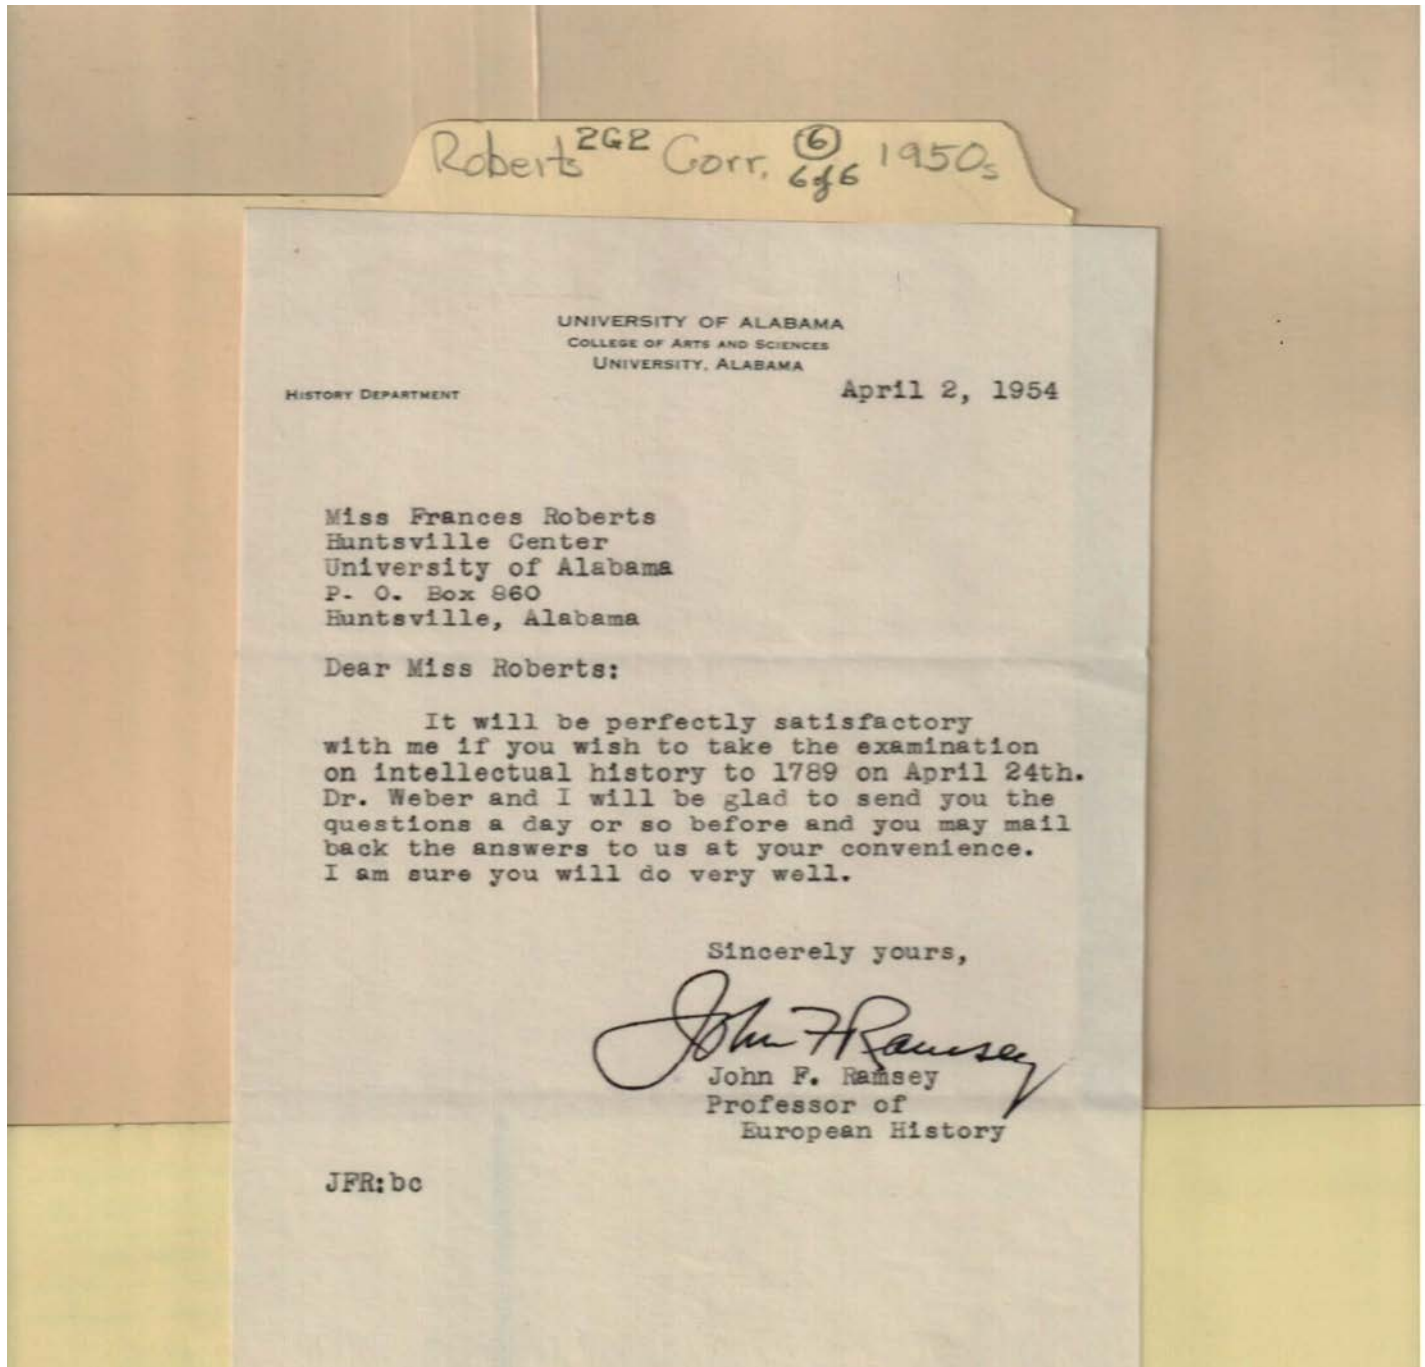 Roberts 2G2 Corr. 6 6 of 6 1950s
UNIVERSITY OF ALABAMA
COLLEGE OF ARTS AND SCIENCES
UNIVERSITY, ALABAMA
HISTORY DEPARTMENT
April 2, 1954
Miss Frances Roberts
Huntsville Center
University of Alabama
P. O. Box 860
Huntsville, Alabama
Dear Miss Roberts:
It will be perfectly satisfactory
with me if you wish to take the examination
on intellectual history to 1789 on April 24th.
Dr. Weber and I will be glad to send you the
questions a day or so before and you may mail
back the answers to us at your convenience.
I am sure you will do very well.
Sincerely yours,
John F Ramsey
John F. Ramsey
Professor of
European History
JFR:bc